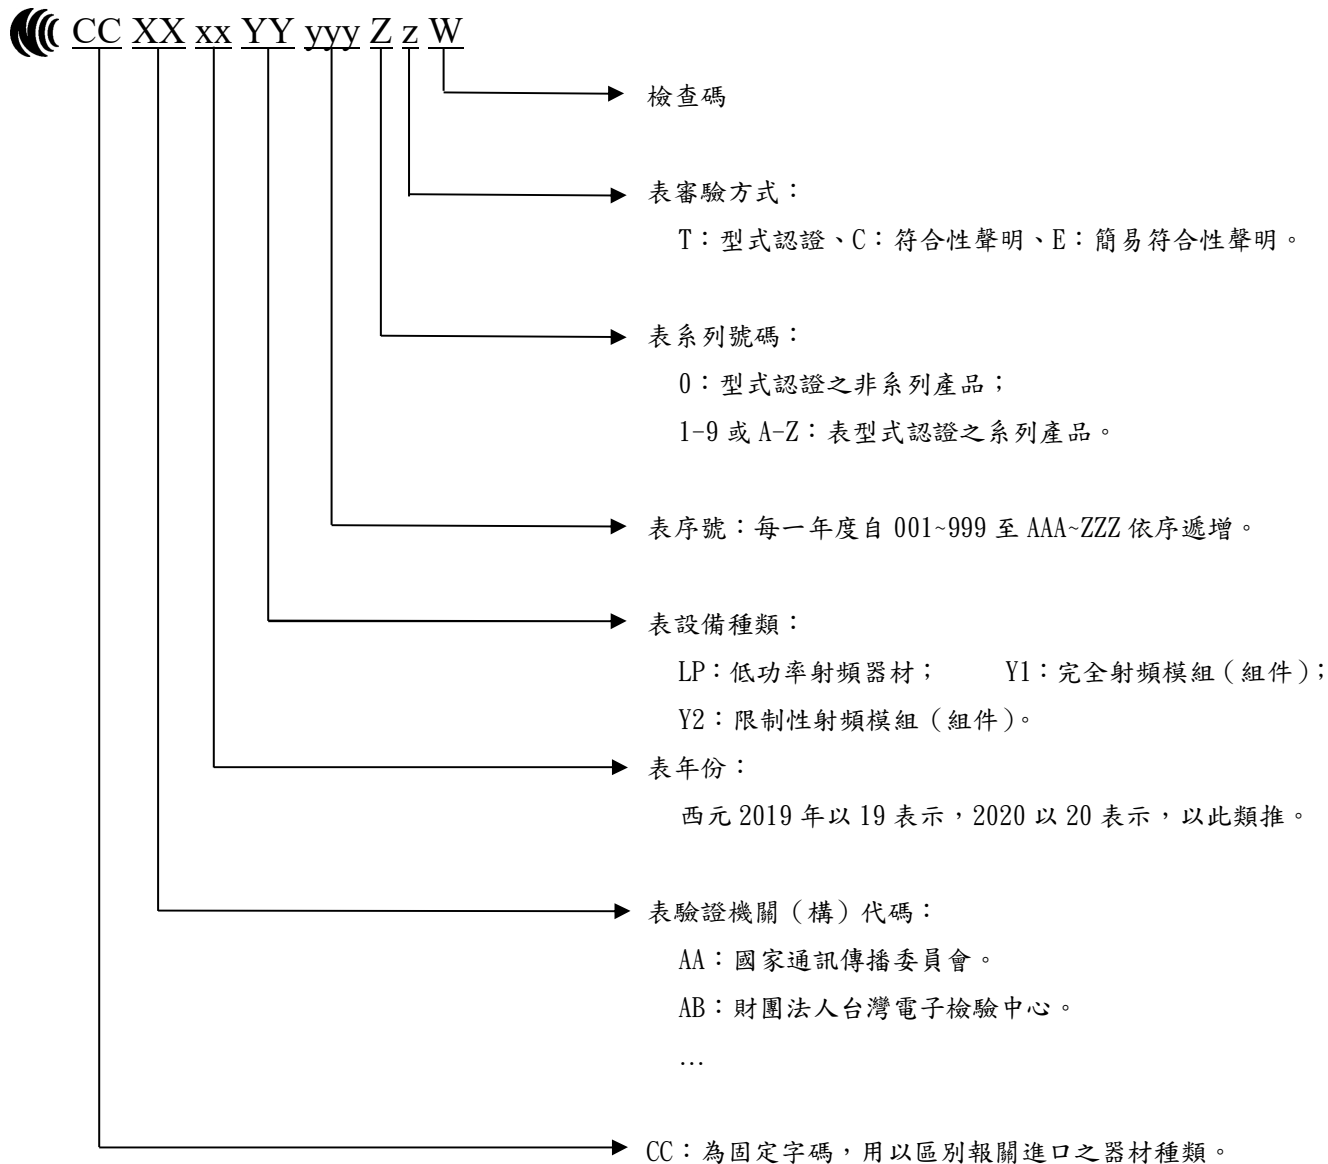 CC XX xx YY yyy Z z W
檢查碼
表審驗方式：
T：型式認證、C：符合性聲明、E：簡易符合性聲明。
表系列號碼：
0：型式認證之非系列產品；
1-9 或 A-Z：表型式認證之系列產品。
表序號：每一年度自 001~999 至 AAA~ZZZ 依序遞增。
表設備種類：
LP：低功率射頻器材； Y1：完全射頻模組（組件）；
Y2：限制性射頻模組（組件）。
表年份：
西元 2019 年以 19 表示，2020 以 20 表示，以此類推。
表驗證機關（構）代碼：
AA：國家通訊傳播委員會。
AB：財團法人台灣電子檢驗中心。
…
CC：為固定字碼，用以區別報關進口之器材種類。